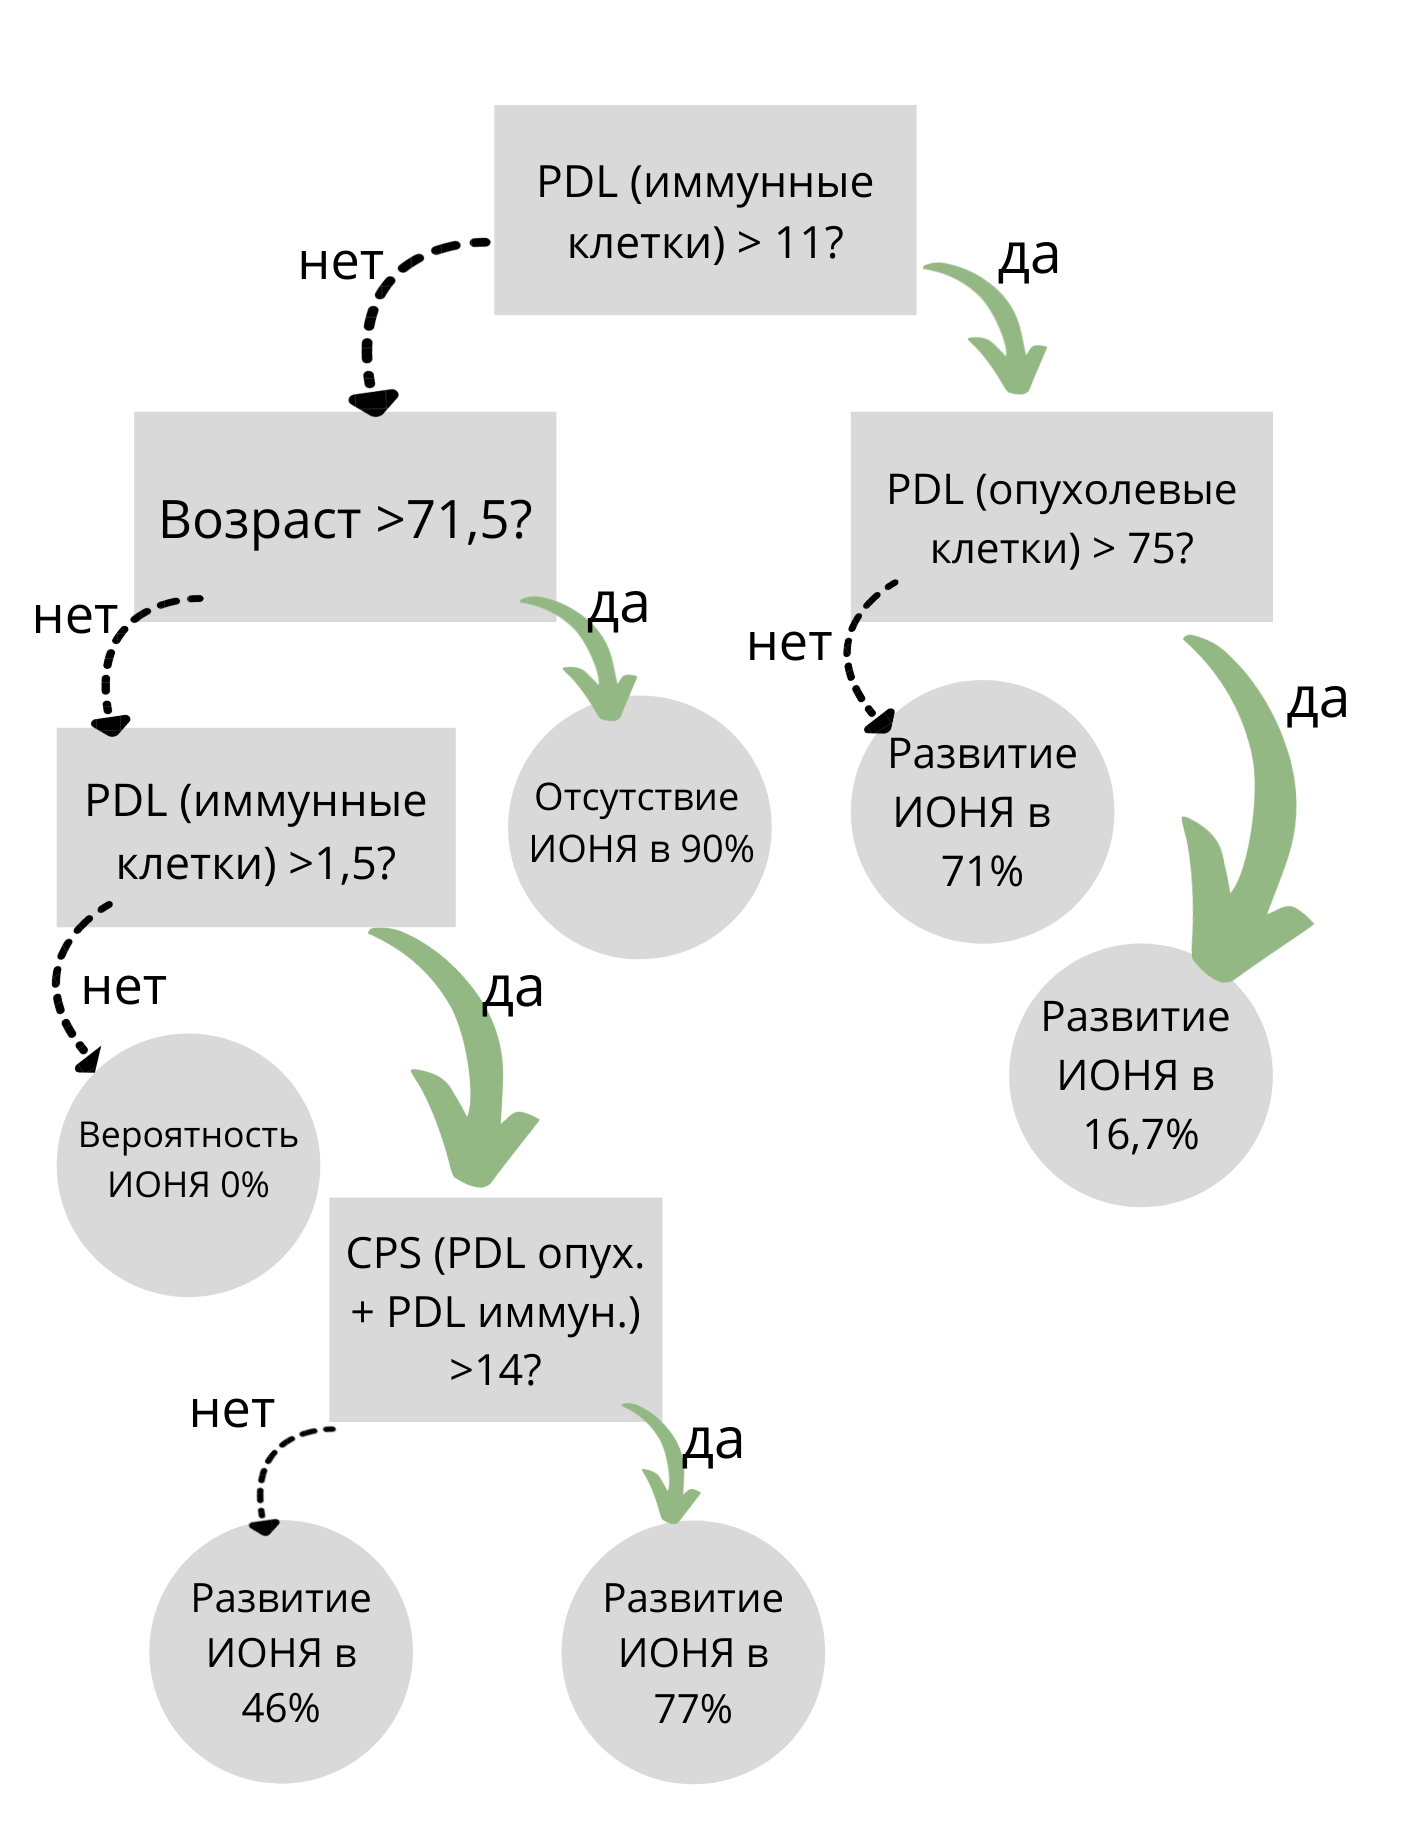 PDL (иммунные
клетки) > 11?
нет
да
Возраст >71,5?
PDL (опухолевые
клетки) > 75?
нет
да
нет
да
PDL (иммунные
клетки) >1,5?
Отсутствие
ИОНЯ в 90%
Развитие
ИОНЯ в
71%
нет
да
Развитие
ИОНЯ в
16,7%
Вероятность
ИОНЯ 0%
CPS (PDL опух.
+ PDL иммун.)
>14?
нет
да
Развитие
ИОНЯ в
46%
Развитие
ИОНЯ в
77%